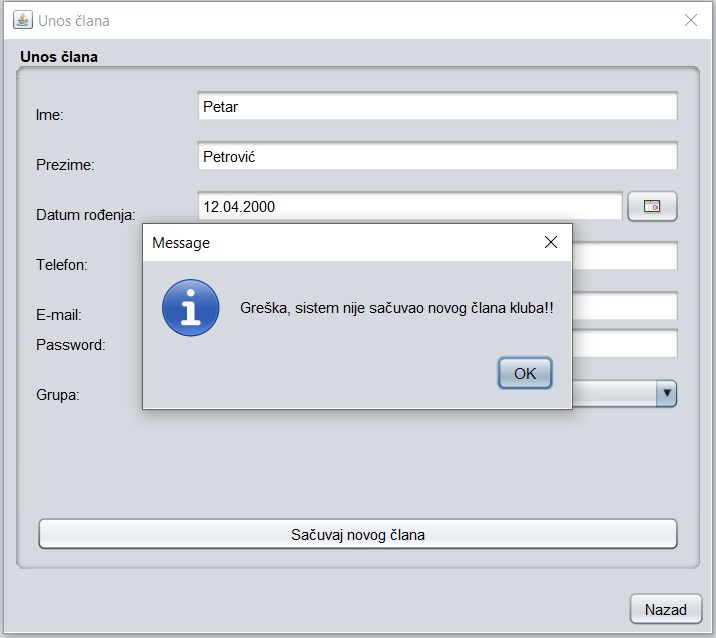 Unos člana
Unos člana
Ime:
Petar
Prezime:
Petrović
Datum rođenja:
12.04.2000
Telefon:
E-mail:
Password:
Grupa:
Message
Greška, sistem nije sačuvao novog člana kluba!!
OK
Sačuvaj novog člana
Nazad